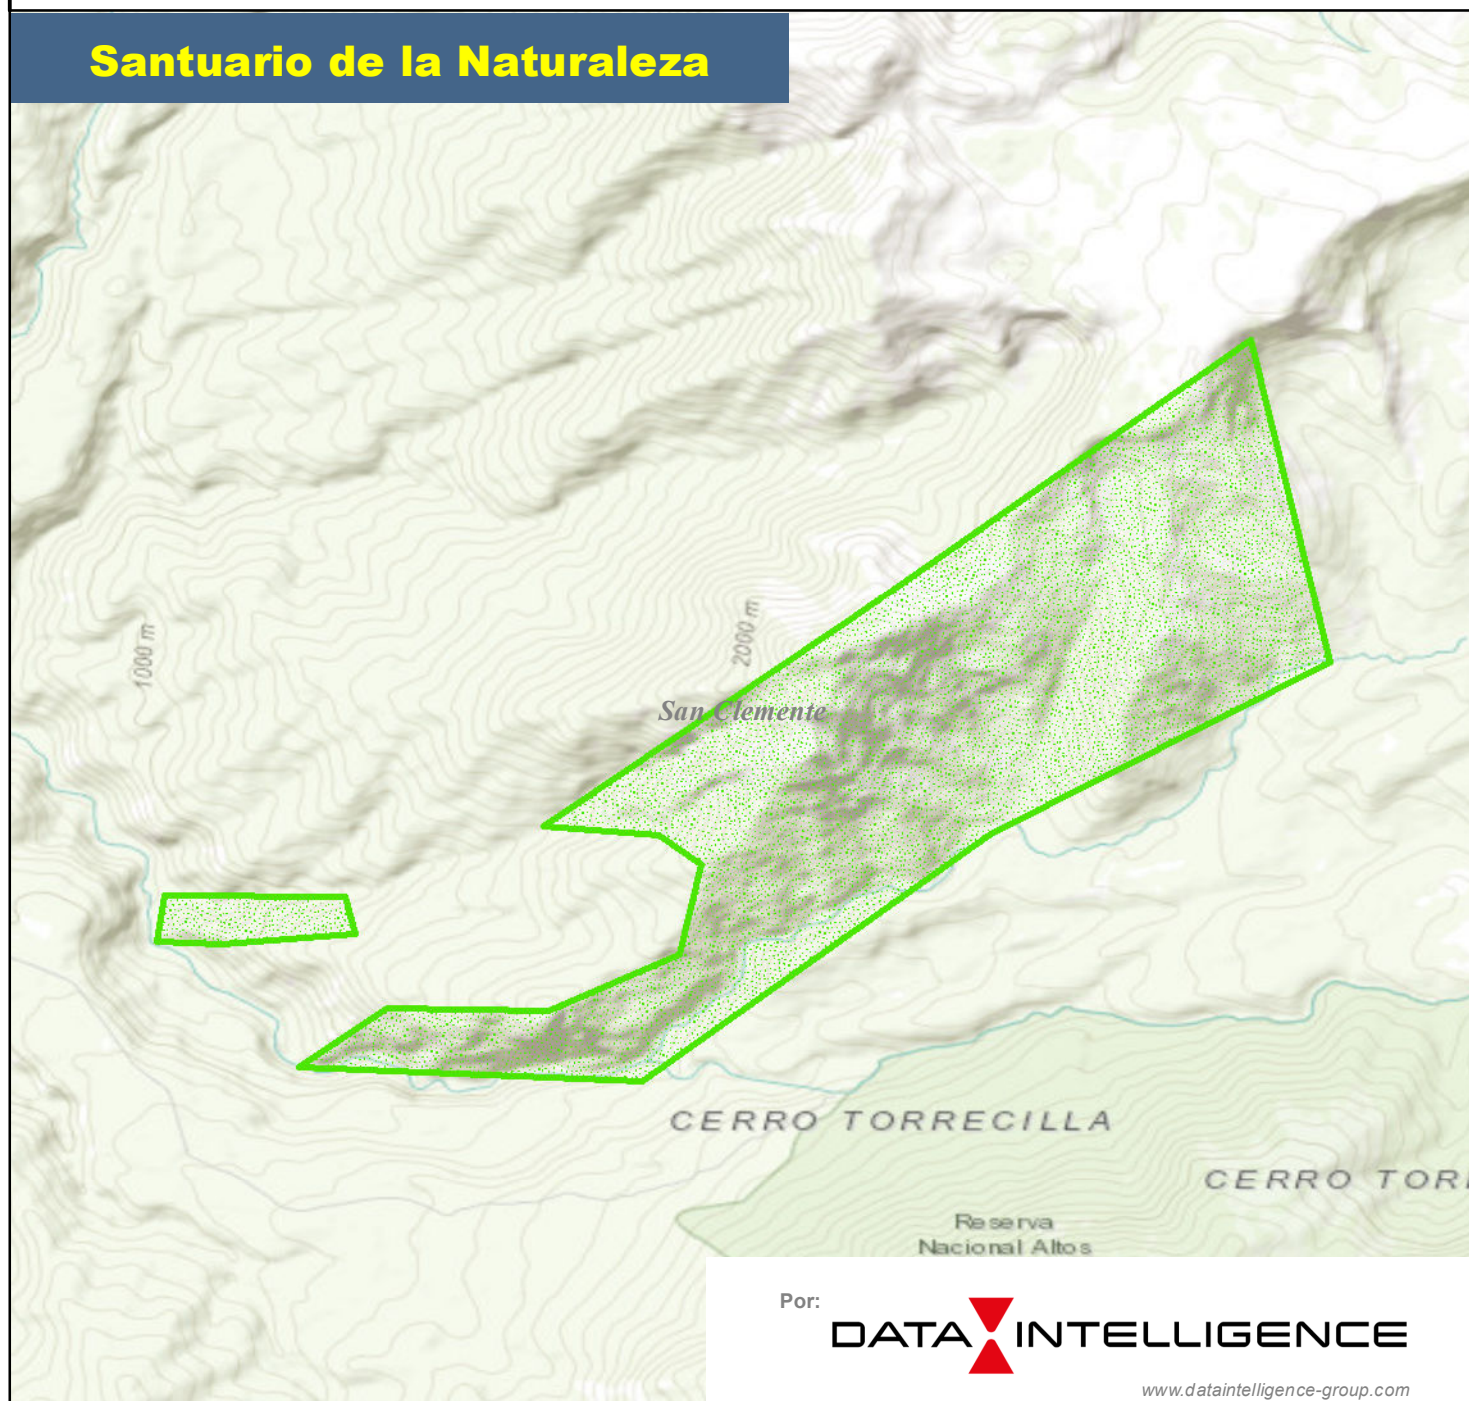 Santuario de la Naturaleza
1000 m
2000 m
San Clemente
CERRO TORRECILLA
CERRO TOR
Reserva
Nacional Altos
Por:
DATA INTELLIGENCE
www.dataintelligence-group.com